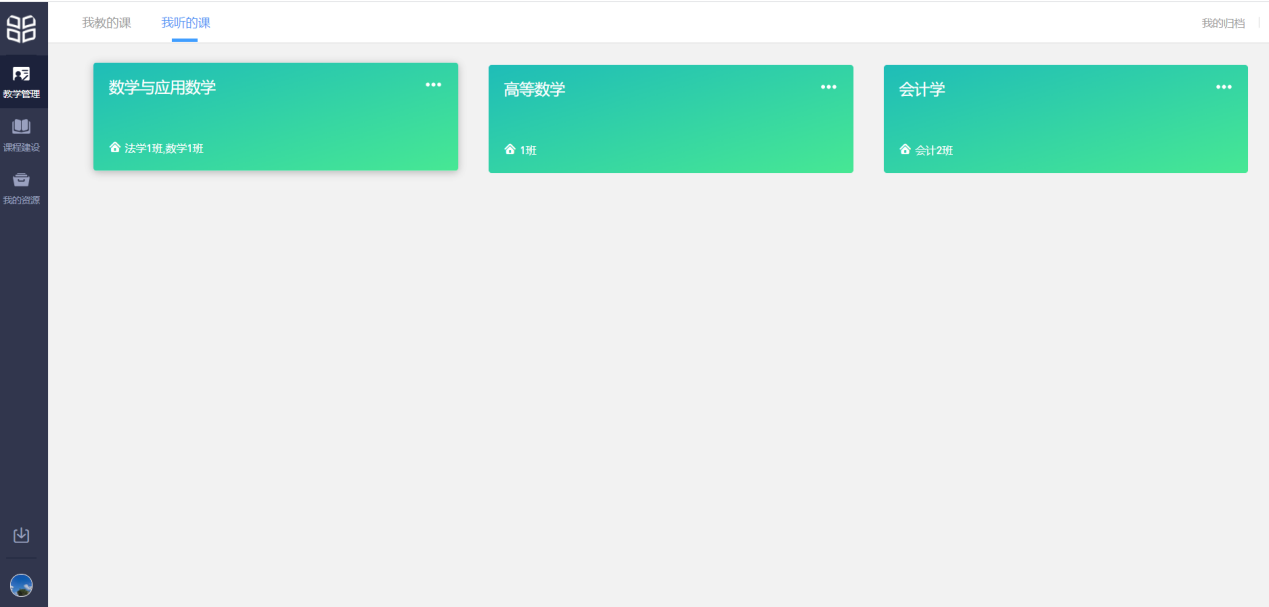 我教的课 我听的课 我的归档
教学管理
课程建设
我的资源
数学与应用数学
法学1班,数学1班
高等数学
1班
会计学
会计2班